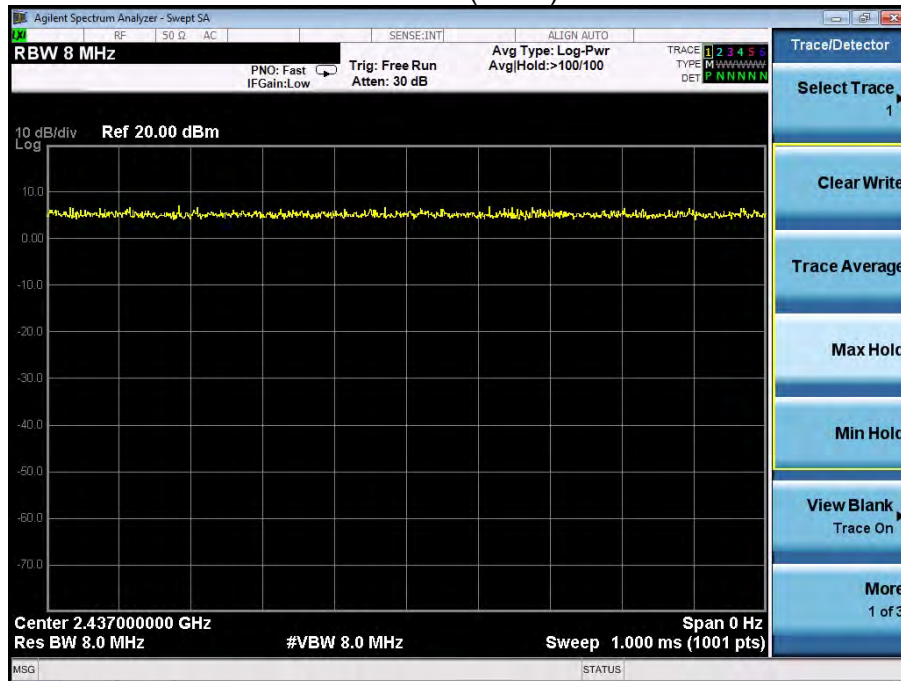 Agilent Spectrum Analyzer - Swept SA
LXI RF 50 Ω AC SENSE:INT ALIGN AUTO
RBW 8 MHz
PNO: Fast
IFGain:Low
Trig: Free Run
Atten: 30 dB
Avg Type: Log-Pwr
Avg|Hold:>100/100
TRACE 1 2 3 4 5 6
TYPE M WWWWW
DET P N N N N N
10 dB/div Ref 20.00 dBm
Log
10.0
0.00
-10.0
-20.0
-30.0
-40.0
-50.0
-60.0
-70.0
Center 2.437000000 GHz Span 0 Hz
Res BW 8.0 MHz #VBW 8.0 MHz Sweep 1.000 ms (1001 pts)
MSG STATUS
Trace/Detector
Select Trace
1
Clear Write
Trace Average
Max Hold
Min Hold
View Blank
Trace On
More
1 of 3